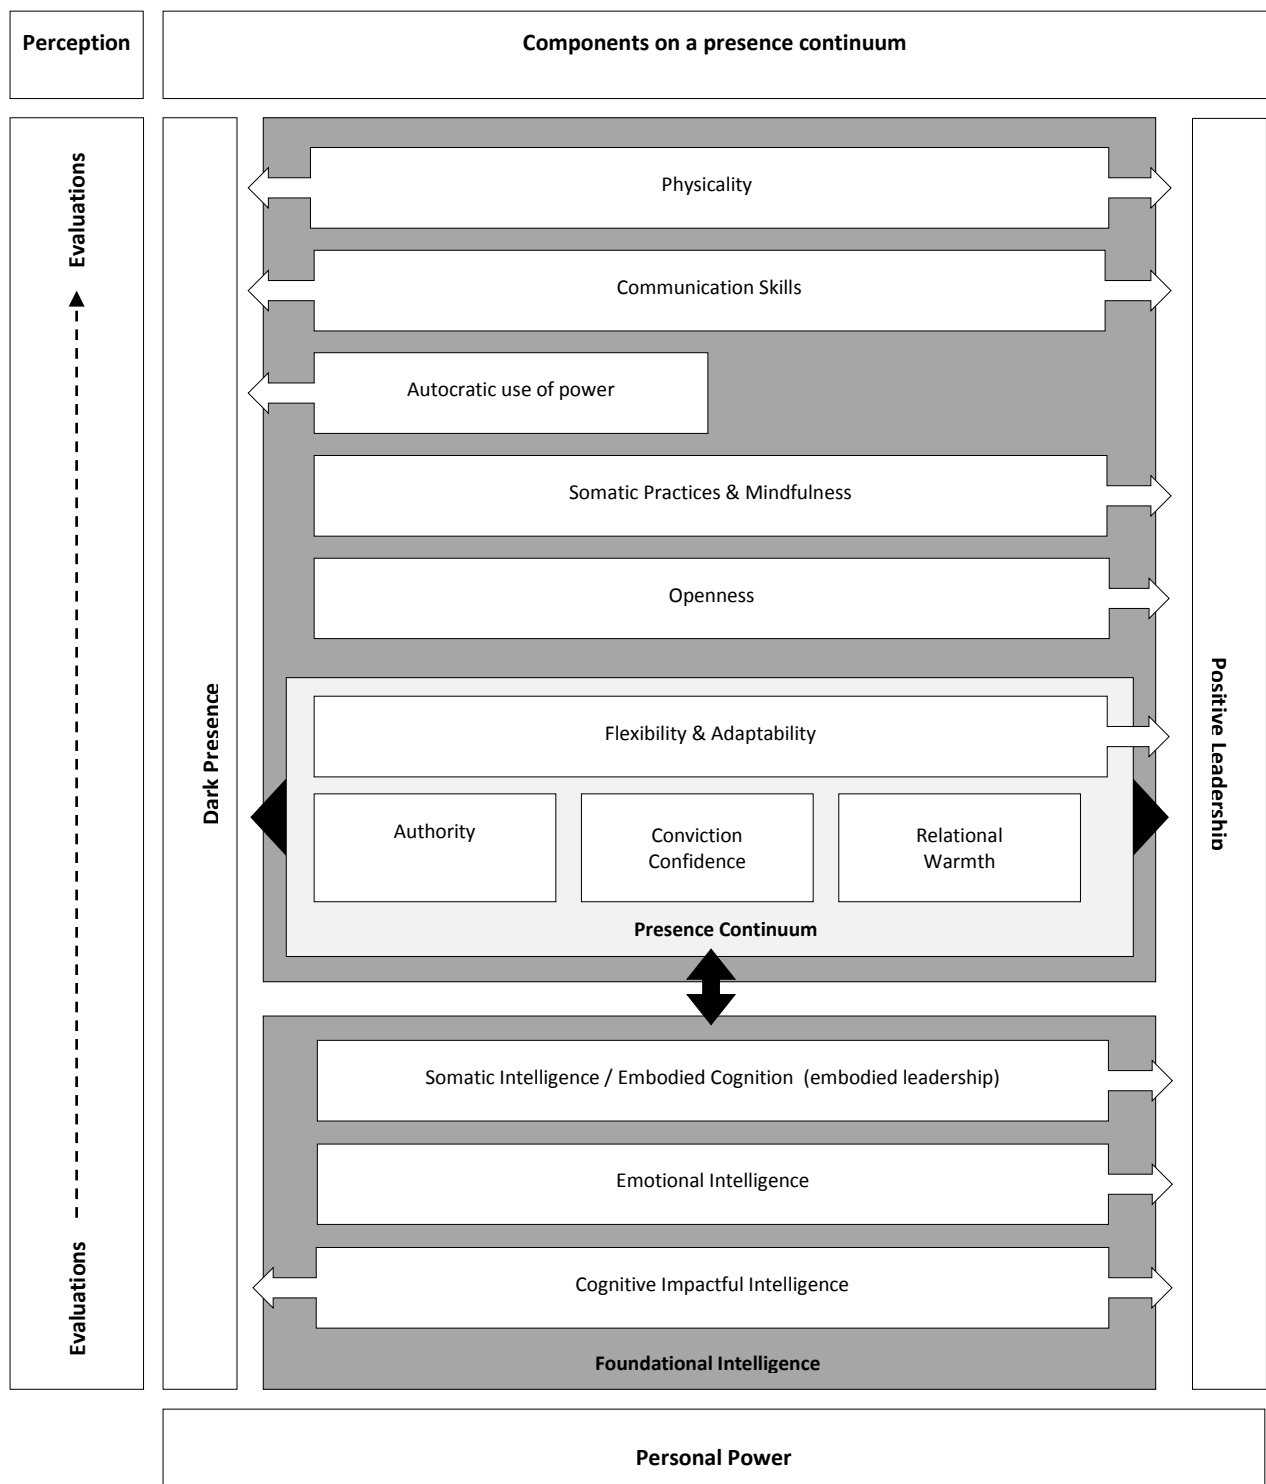 Perception
Components on a presence continuum
Evaluations
Evaluations
Dark Presence
Physicality
Communication Skills
Autocratic use of power
Somatic Practices & Mindfulness
Openness
Flexibility & Adaptability
Authority
Conviction
Confidence
Relational
Warmth
Presence Continuum
Somatic Intelligence / Embodied Cognition (embodied leadership)
Emotional Intelligence
Cognitive Impactful Intelligence
Foundational Intelligence
Positive Leadership
Personal Power